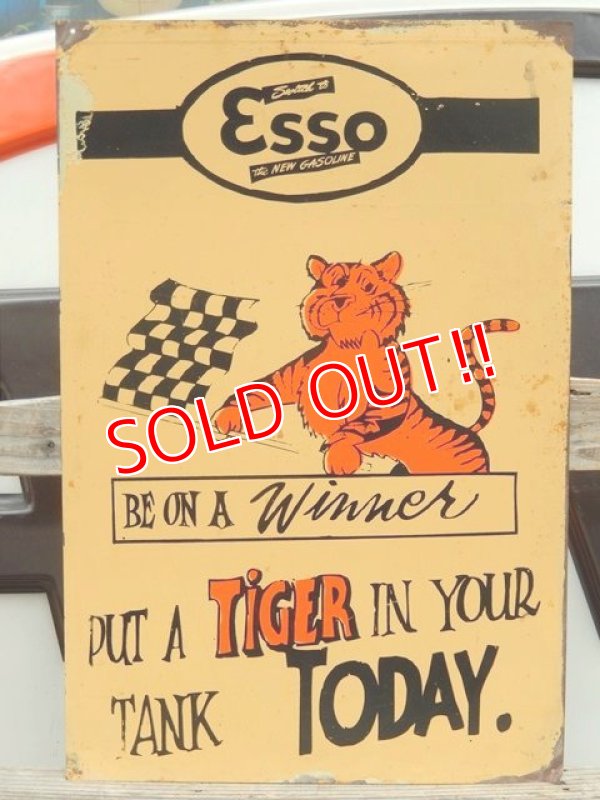 Switch to
Esso
The NEW GASOLINE
SOLD OUT!!
BE ON A Winner
PUT A TIGER IN YOUR
TANK TODAY.